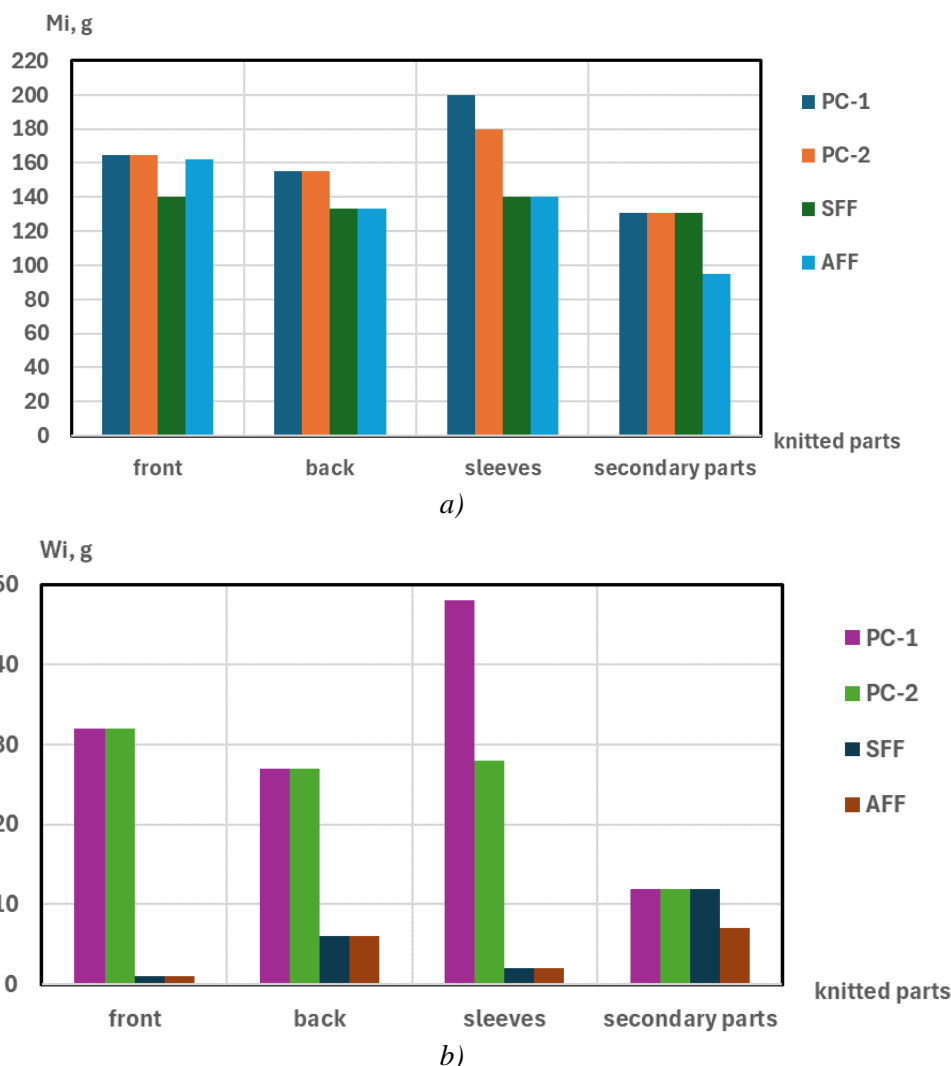 Mi, g
220
200
180
160
140
120
100
80
60
40
20
0
PC-1
PC-2
SFF
AFF
front back sleeves secondary parts
knitted parts
a)
Wi, g
50
40
30
20
10
0
PC-1
PC-2
SFF
AFF
front back sleeves secondary parts
knitted parts
b)